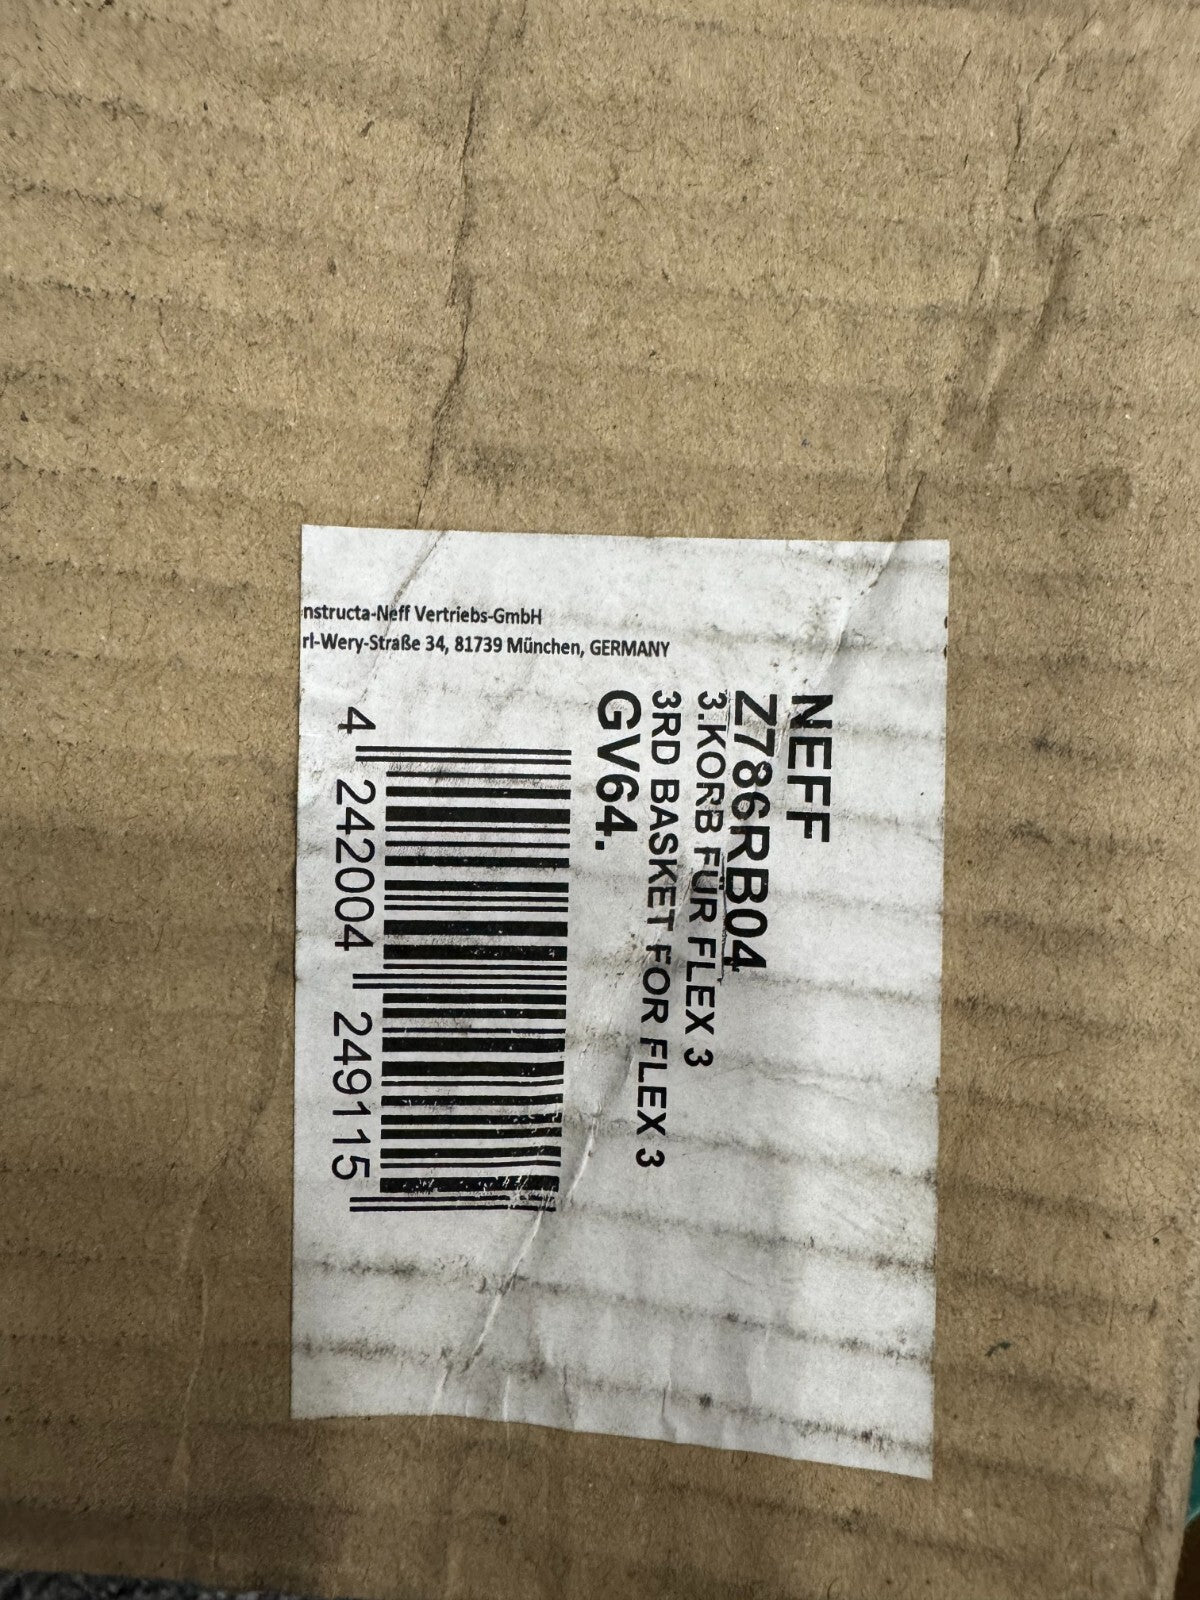 nstructa-Neff Vertriebs-GmbH
rl-Wery-Straße 34, 81739 München, GERMANY
NEFF
Z786RB04
3.KORB FÜR FLEX 3
3RD BASKET FOR FLEX 3
GV64.
4 242004 249115